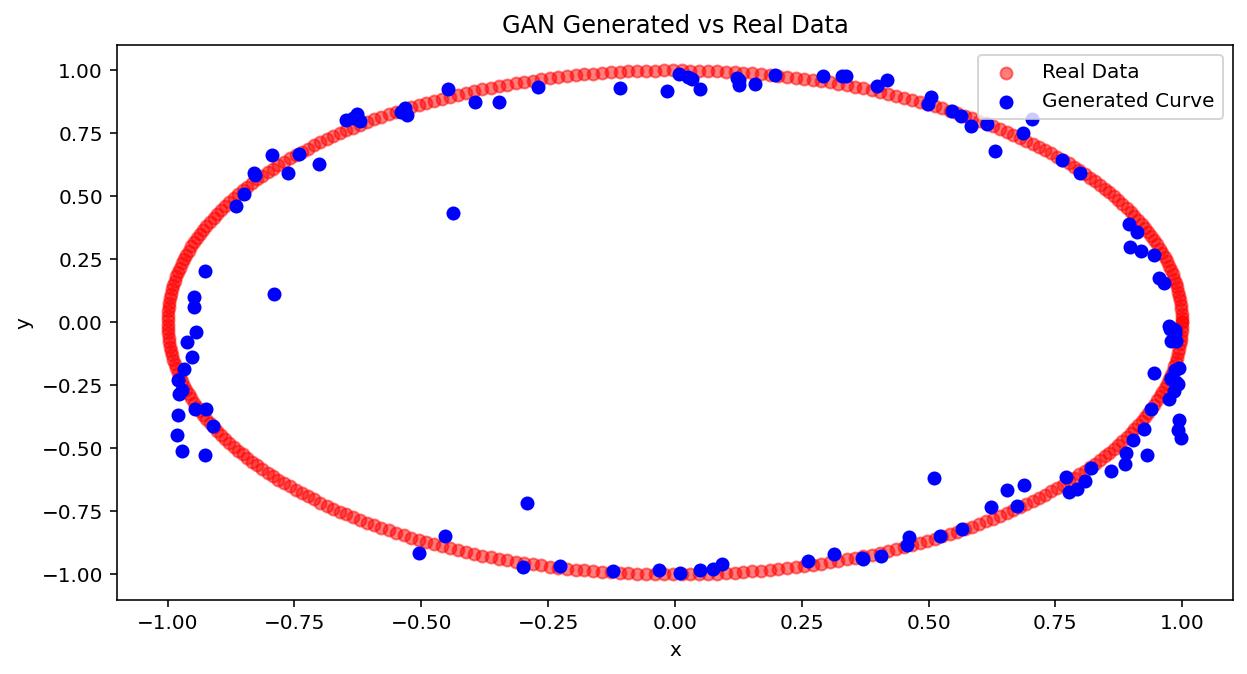 GAN Generated vs Real Data
Real Data
Generated Curve
1.00
0.75
0.50
0.25
0.00
−0.25
−0.50
−0.75
−1.00
y
−1.00 −0.75 −0.50 −0.25 0.00 0.25 0.50 0.75 1.00
x